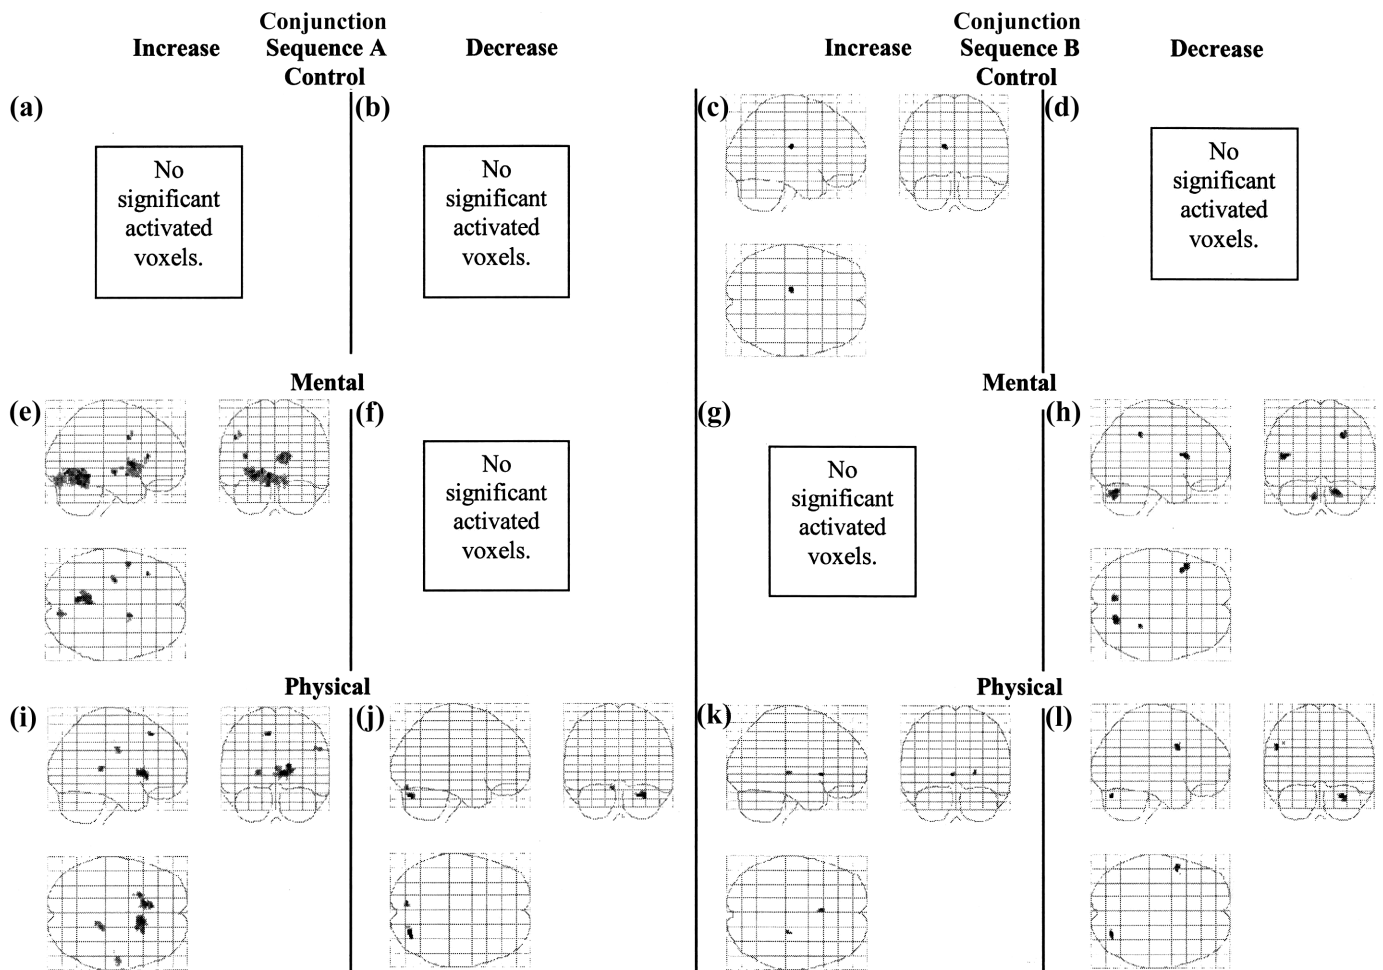 Conjunction
Increase Sequence A Decrease
Control
Conjunction
Increase Sequence B Decrease
Control
(a)
No
significant
activated
voxels.
(b)
No
significant
activated
voxels.
(c)
(d)
No
significant
activated
voxels.
Mental
Mental
(e)
(f)
No
significant
activated
voxels.
(g)
No
significant
activated
voxels.
(h)
Physical
Physical
(i)
(j)
(k)
(l)